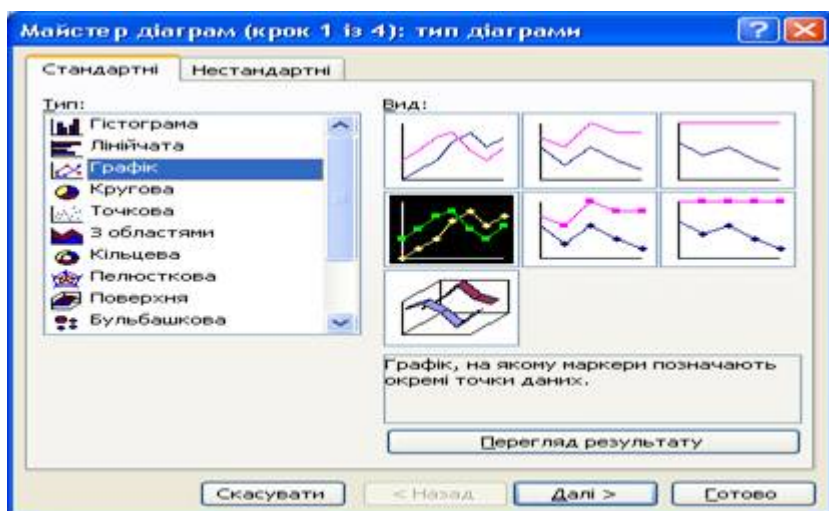 Майстер діаграм (крок 1 із 4): тип діаграми
Стандартні Нестандартні
Тип:
Гістограма
Лінійчата
Графік
Кругова
Точкова
З областями
Кільцева
Пелюсткова
Поверхня
Бульбашкова
Вид:
Графік, на якому маркери позначають
окремі точки даних.
Перегляд результату
Скасувати < Назад Далі > Готово